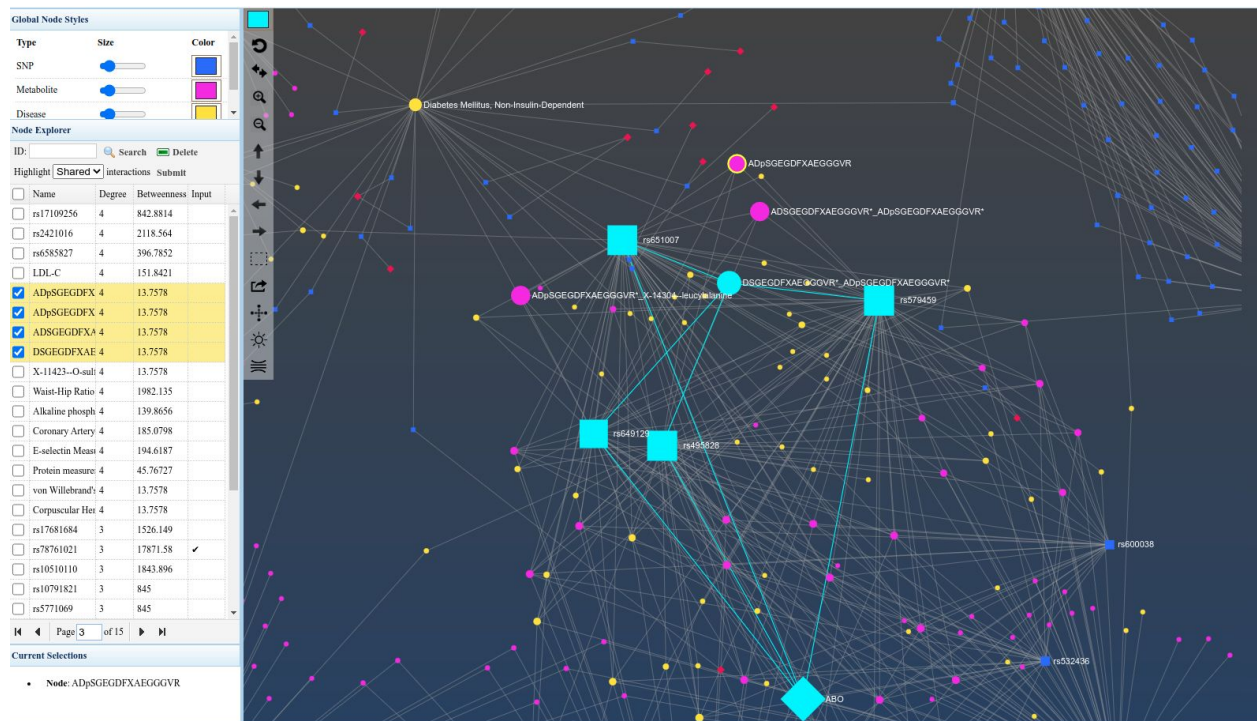 Global Node Styles
Type Size Color
SNP
Metabolite
Disease
Node Explorer
ID: Search Delete
Highlight Shared interactions Submit
Name Degree Betweenness Input
rs17109256 4 842.8814
rs2421016 4 2118.564
rs6585827 4 396.7852
LDL-C 4 151.8421
ADpSGEGDFX 4 13.7578
ADpSGEGDFX 4 13.7578
ADSGEGDFXA 4 13.7578
DSGEGDFXAE 4 13.7578
X-11423--O-sulf 4 13.7578
Waist-Hip Ratio 4 1982.135
Alkaline phosph 4 139.8656
Coronary Artery 4 185.0798
E-selectin Measu 4 194.6187
Protein measure 4 45.76727
von Willebrand's 4 13.7578
Corpuscular Her 4 13.7578
rs17681684 3 1526.149
rs78761021 3 17871.58 ✔
rs10510110 3 1843.896
rs10791821 3 845
rs5771069 3 845
Page 3 of 15
Current Selections
Node: ADpSGEGDFXAEGGGVR
Diabetes Mellitus, Non-Insulin-Dependent
ADpSGEGDFXAEGGGVR
ADSGEGDFXAEGGGVR*_ADpSGEGDFXAEGGGVR*
rs651007
DSGEGDFXAEGGGVR*_ADpSGEGDFXAEGGGVR*
ADpSGEGDFXAEGGGVR*_X-14304--leucylalanine
rs579459
rs649129
rs495828
rs600038
rs532436
ABO